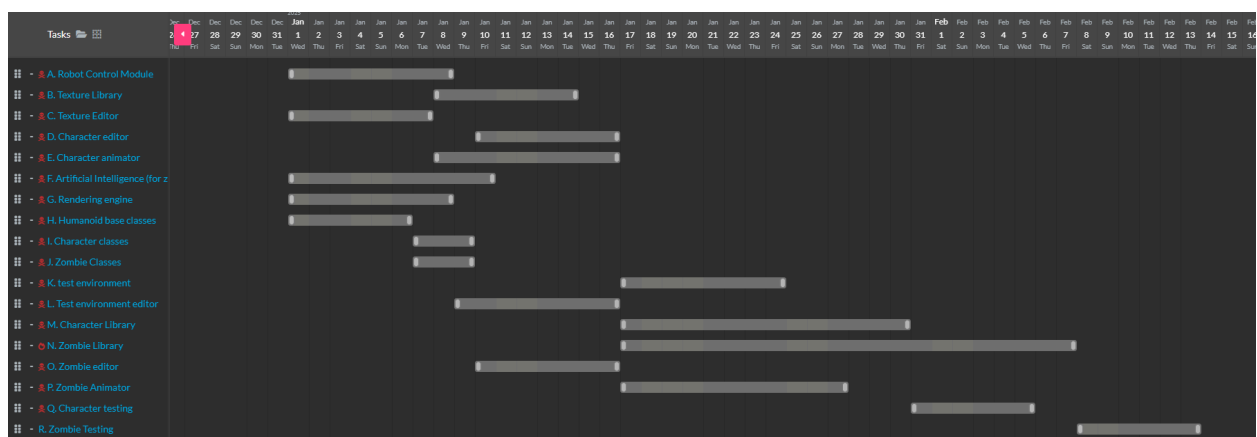 2025
Dec Dec Dec Dec Dec Dec Jan Jan Jan Jan Jan Jan Jan Jan Jan Jan Jan Jan Jan Jan Jan Jan Jan Jan Jan Jan Jan Jan Jan Jan Jan Jan Jan Jan Jan Jan Jan Feb Feb Feb Feb Feb Feb Feb Feb Feb Feb Feb Feb Feb Feb Feb Feb
Tasks 27 28 29 30 31 1 2 3 4 5 6 7 8 9 10 11 12 13 14 15 16 17 18 19 20 21 22 23 24 25 26 27 28 29 30 31 1 2 3 4 5 6 7 8 9 10 11 12 13 14 15 16
Thu Fri Sat Sun Mon Tue Wed Thu Fri Sat Sun Mon Tue Wed Thu Fri Sat Sun Mon Tue Wed Thu Fri Sat Sun Mon Tue Wed Thu Fri Sat Sun Mon Tue Wed Thu Fri Sat Sun Mon Tue Wed Thu Fri Sat Sun Mon Tue Wed Thu Fri Sat Sun
A. Robot Control Module
B. Texture Library
C. Texture Editor
D. Character editor
E. Character animator
F. Artificial Intelligence (for z
G. Rendering engine
H. Humanoid base classes
I. Character classes
J. Zombie Classes
K. test environment
L. Test environment editor
M. Character Library
N. Zombie Library
O. Zombie editor
P. Zombie Animator
Q. Character testing
R. Zombie Testing